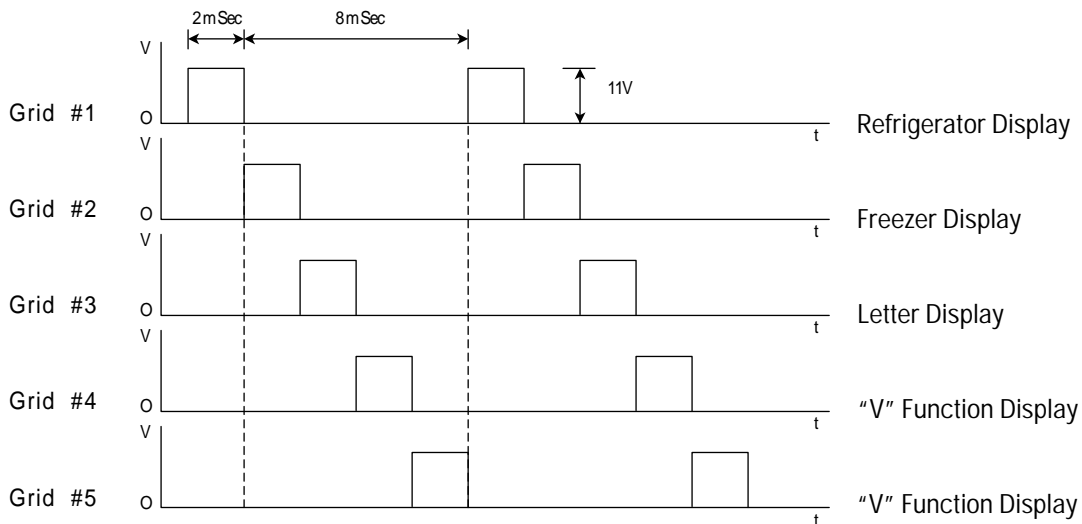 2mSec 8mSec
V
11V
Grid #1 O t Refrigerator Display
V
Grid #2 O t Freezer Display
V
Grid #3 O t Letter Display
V
Grid #4 O t “V” Function Display
V
Grid #5 O t “V” Function Display